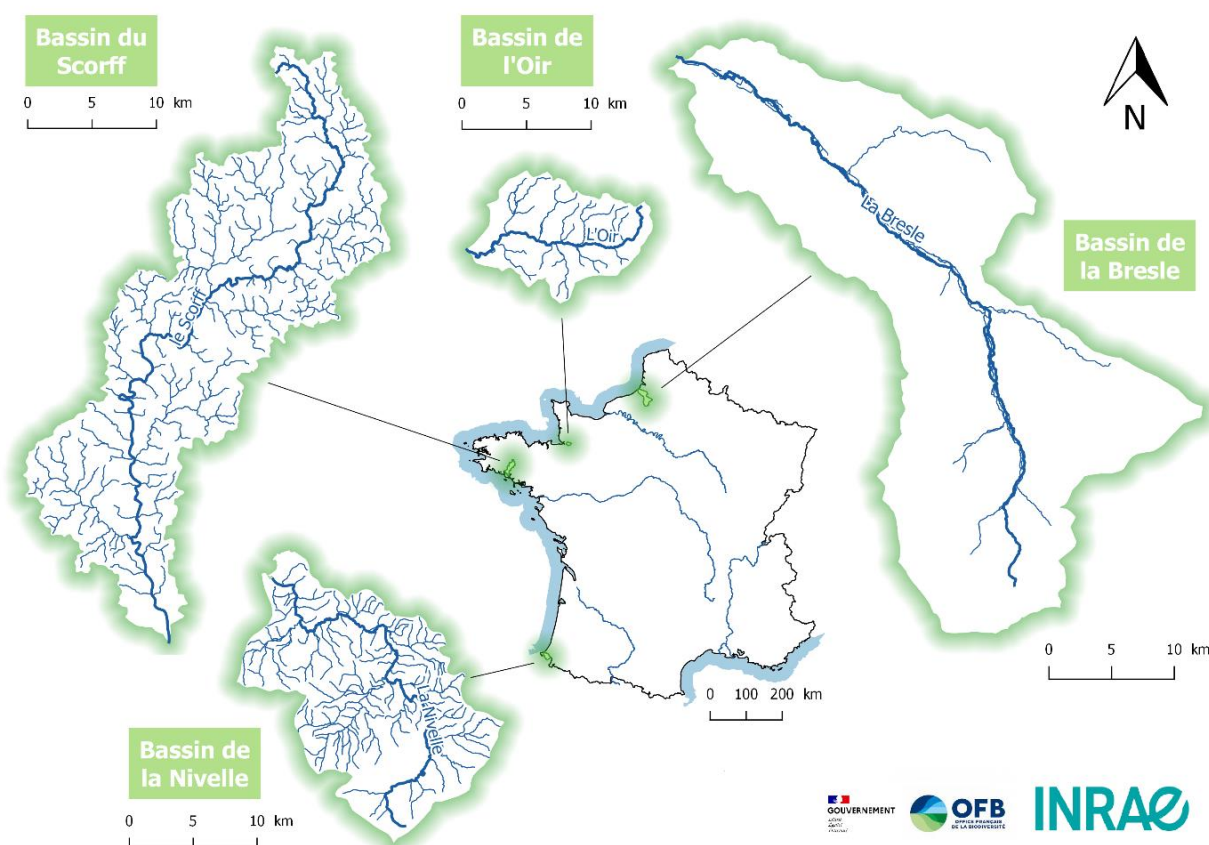 Bassin du
Scorff
0 5 10 km
Bassin de
l'Oir
0 5 10 km
N
Le Scorff
L'Oir
La Bresle
Bassin de
la Bresle
0 5 10 km
La Nivelle
Bassin de
la Nivelle
0 5 10 km
0 100 200 km
GOUVERNEMENT
OFB
OFFICE FRANÇAIS
DE LA BIODIVERSITÉ
INRAE